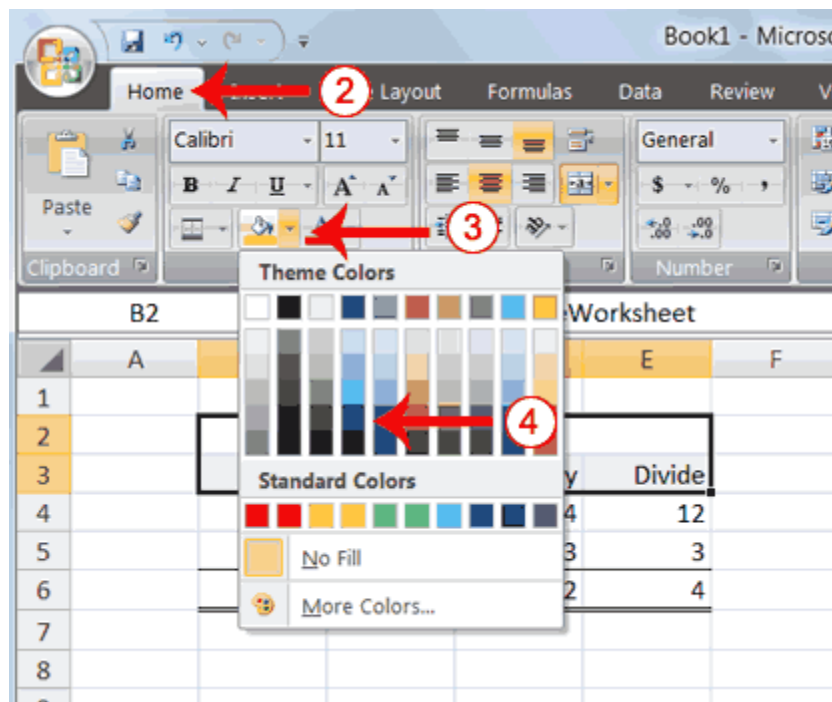 Book1 - Microso
Home 2 Layout Formulas Data Review V
Calibri 11 General
B I U A A $ % ,
Paste
3 .00 .00
Clipboard Number
Theme Colors
B2 Worksheet
A E F
1
2
4
3 y Divide
Standard Colors
4 4 12
5 3 3
No Fill
6 2 4
More Colors...
7
8